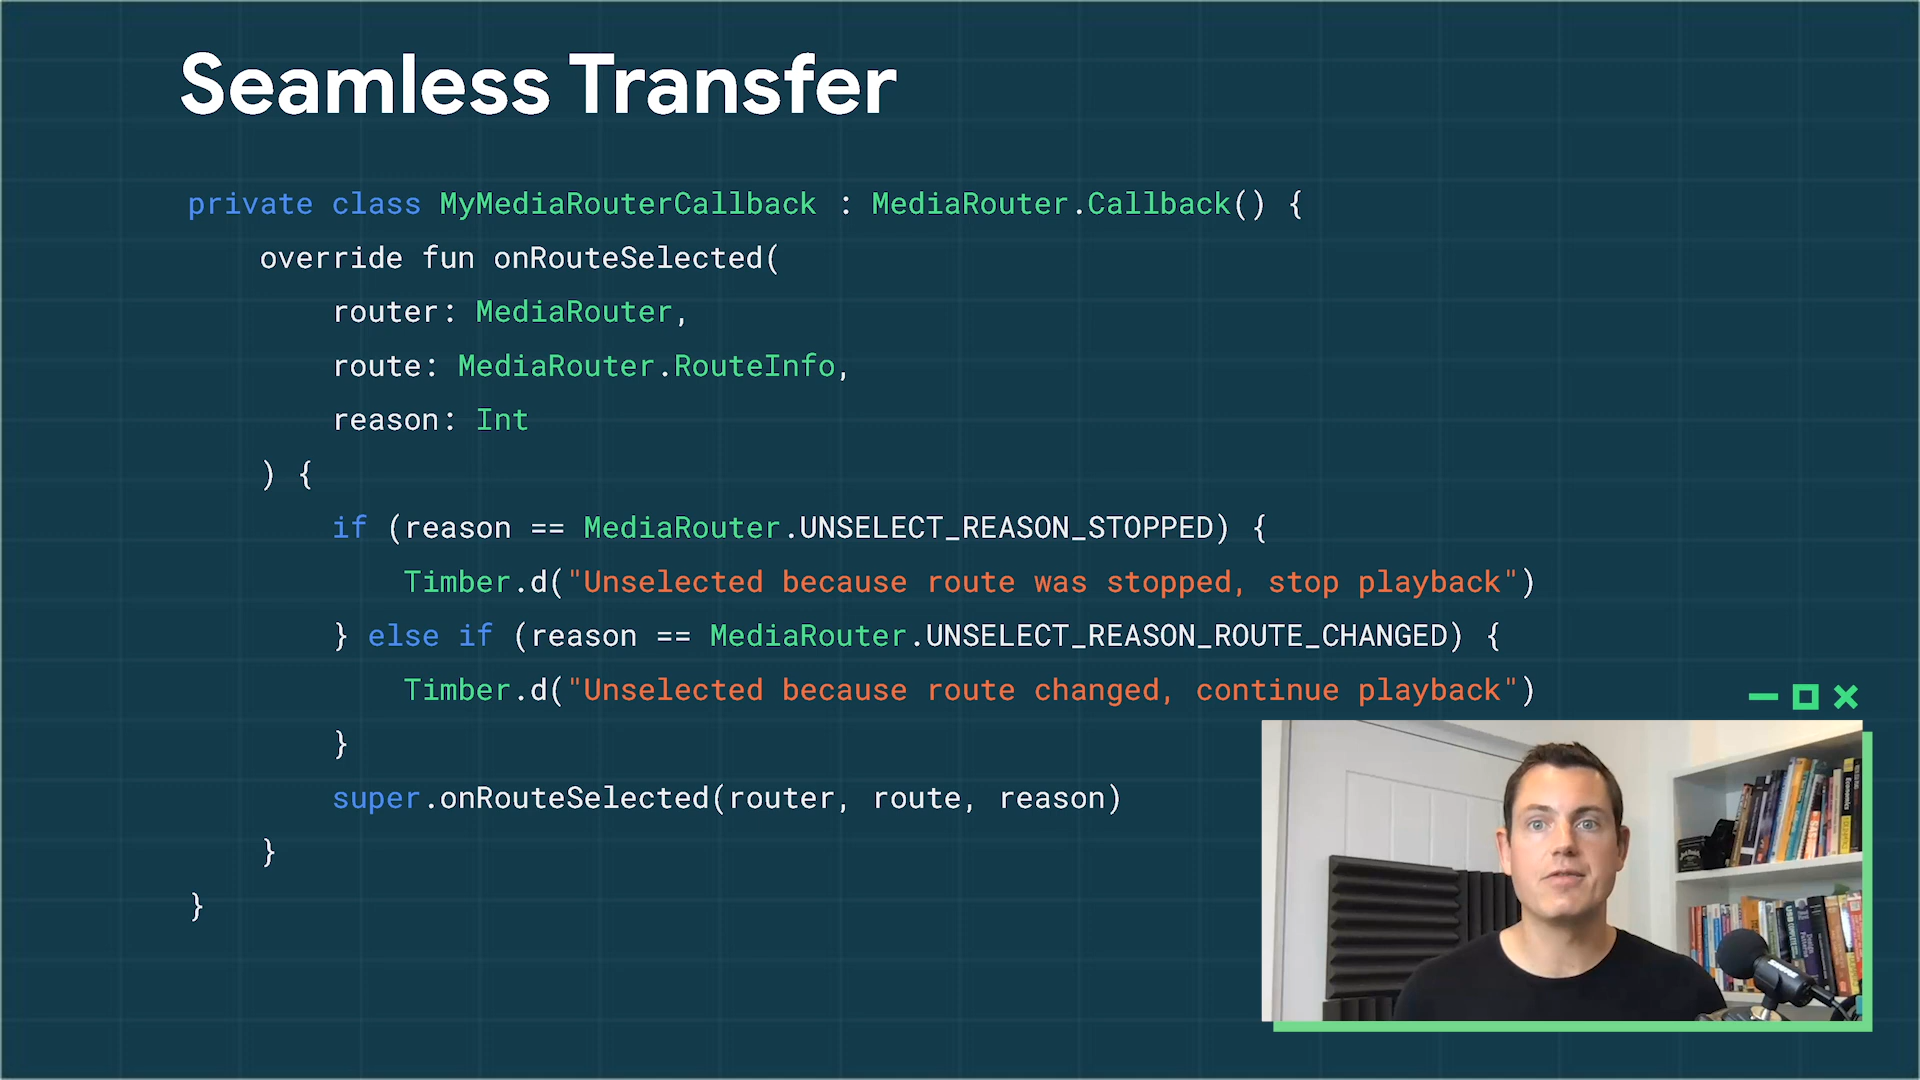 Seamless Transfer
private class MyMediaRouterCallback : MediaRouter.Callback() {
override fun onRouteSelected(
router: MediaRouter,
route: MediaRouter.RouteInfo,
reason: Int
) {
if (reason == MediaRouter.UNSELECT_REASON_STOPPED) {
Timber.d("Unselected because route was stopped, stop playback")
} else if (reason == MediaRouter.UNSELECT_REASON_ROUTE_CHANGED) {
Timber.d("Unselected because route changed, continue playback")
}
super.onRouteSelected(router, route, reason)
}
}
Economics